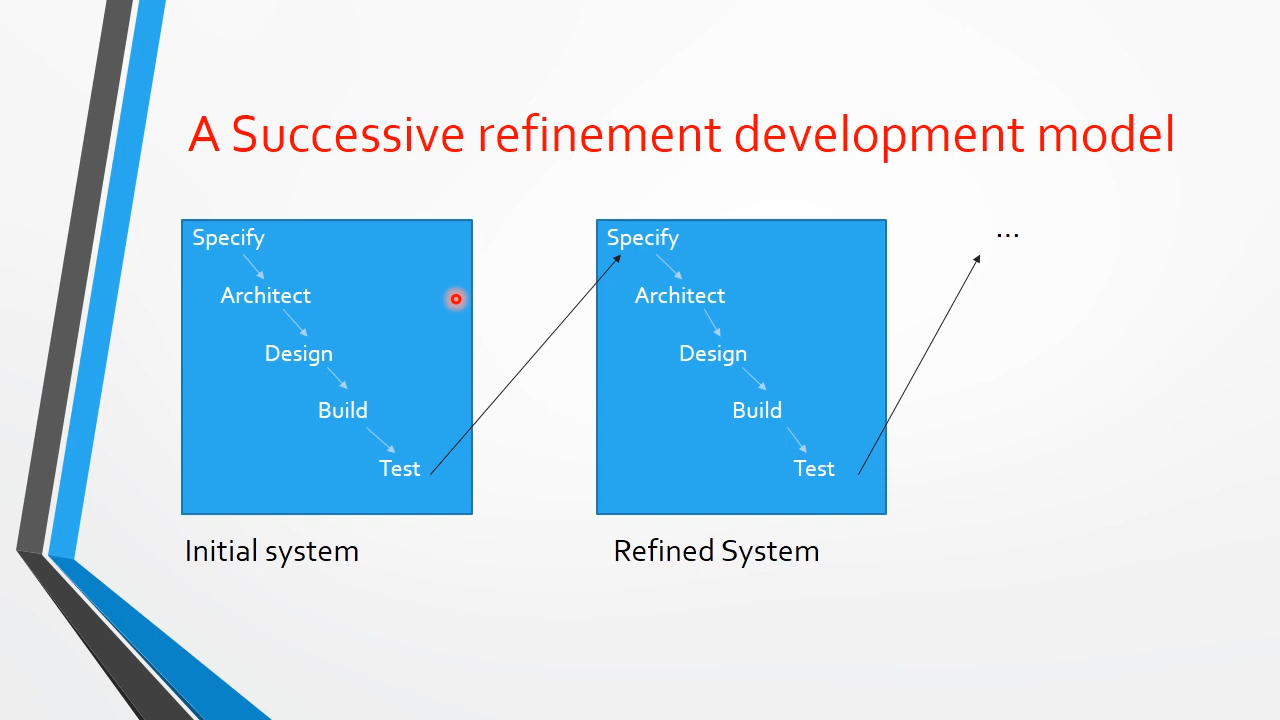 A Successive refinement development model
Specify
Architect
Design
Build
Test
Initial system
Specify
Architect
Design
Build
Test
Refined System
...